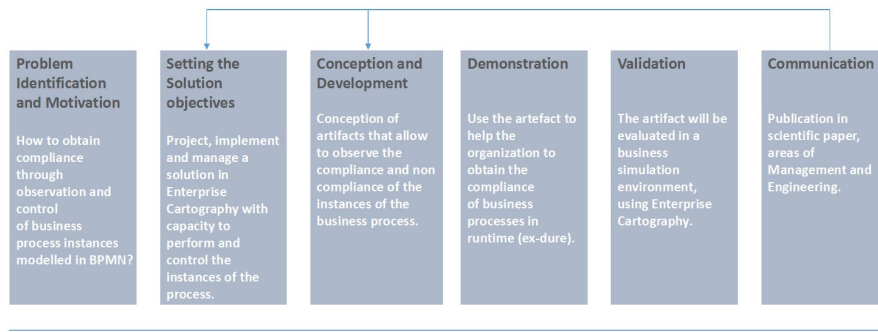 Problem
Identification
and Motivation
How to obtain
compliance
through
observation and
control
of business
process instances
modelled in BPMN?
Setting the
Solution
objectives
Project, implement
and manage a
solution in
Enterprise
Cartography with
capacity to
perform and
control the
instances of the
process.
Conception and
Development
Conception of
artifacts that allow
to observe the
compliance and non
compliance of the
instances of the
business process.
Demonstration
Use the artefact to
help the
organization to
obtain the
compliance
of business
processes in
runtime (ex-dure).
Validation
The artifact will be
evaluated in a
business
simulation
environment,
using Enterprise
Cartography.
Communication
Publication in
scientific paper,
areas of
Management and
Engineering.